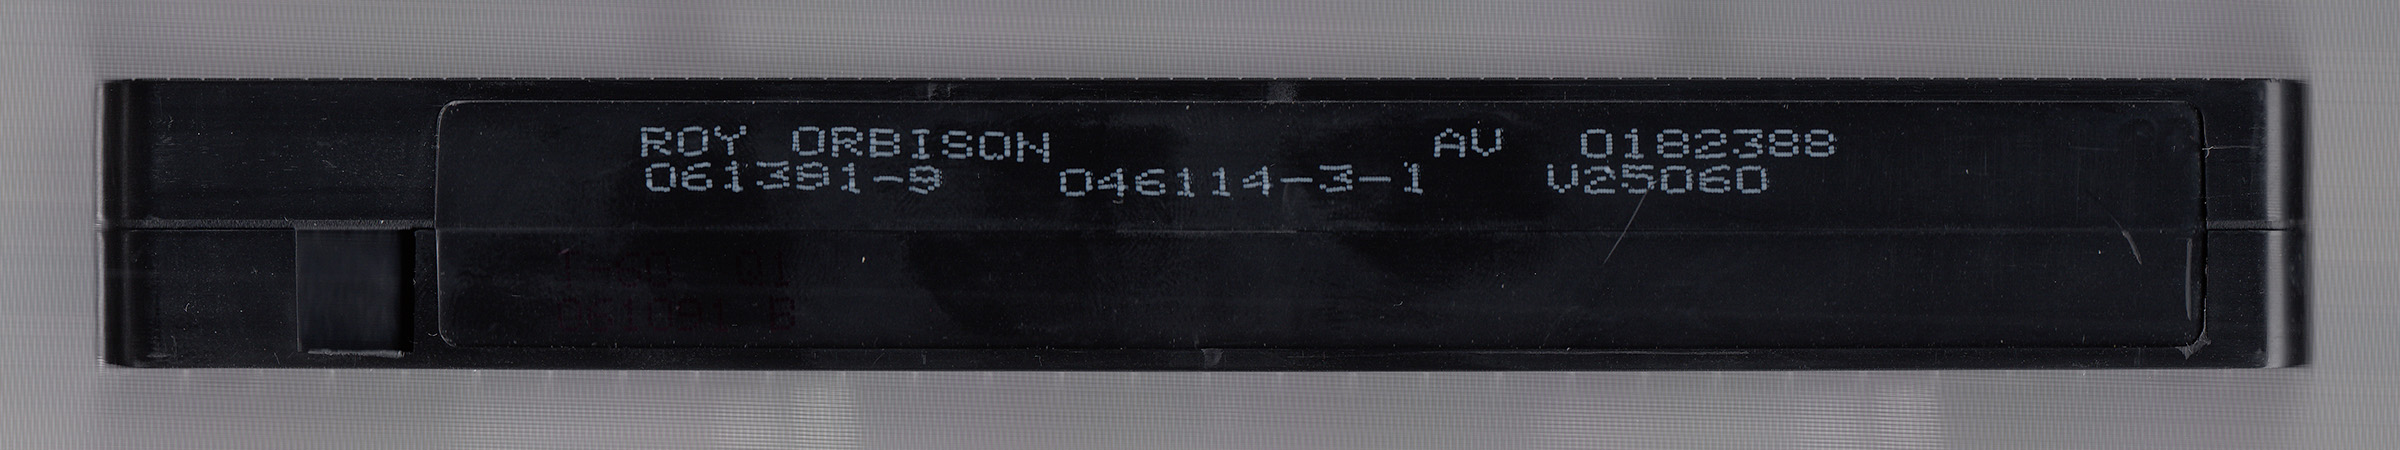 ROY ORBISON AV 0182388
061391-9 046114-3-1 V25060